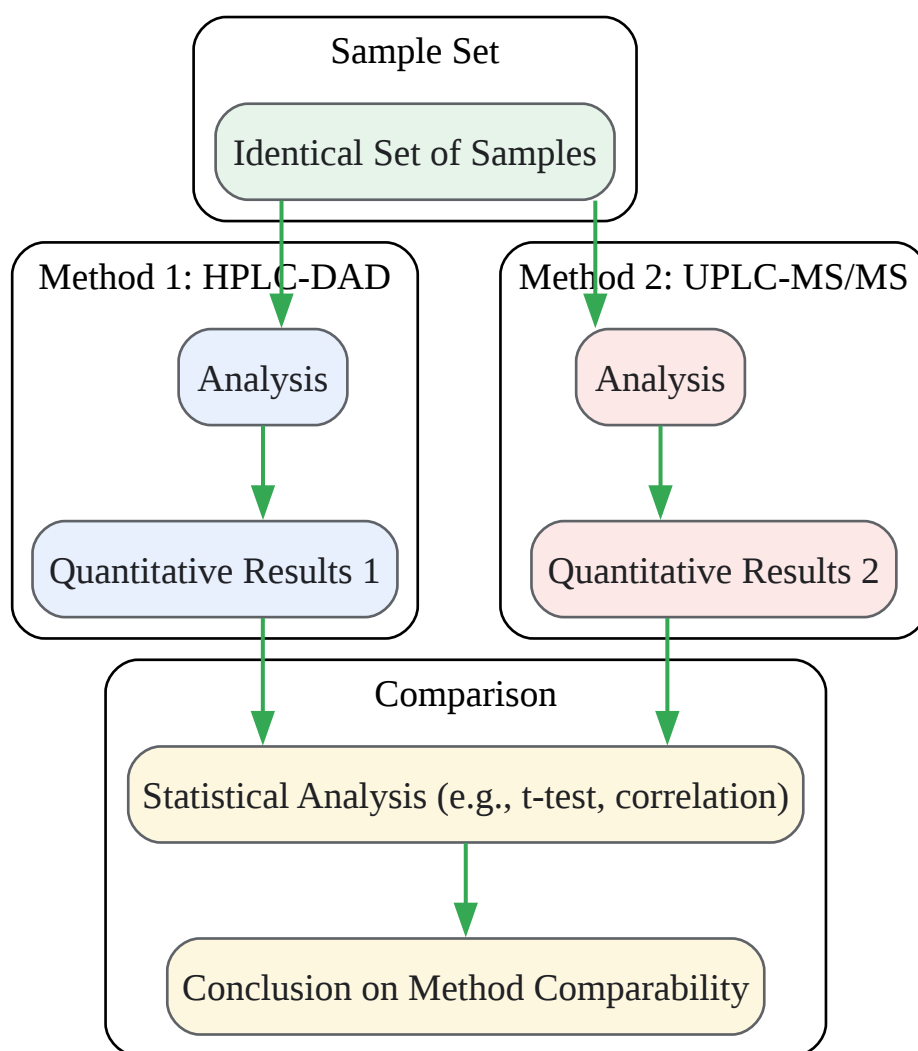 Sample Set
Identical Set of Samples
Method 1: HPLC-DAD
Method 2: UPLC-MS/MS
Analysis
Analysis
Quantitative Results 1
Quantitative Results 2
Comparison
Statistical Analysis (e.g., t-test, correlation)
Conclusion on Method Comparability